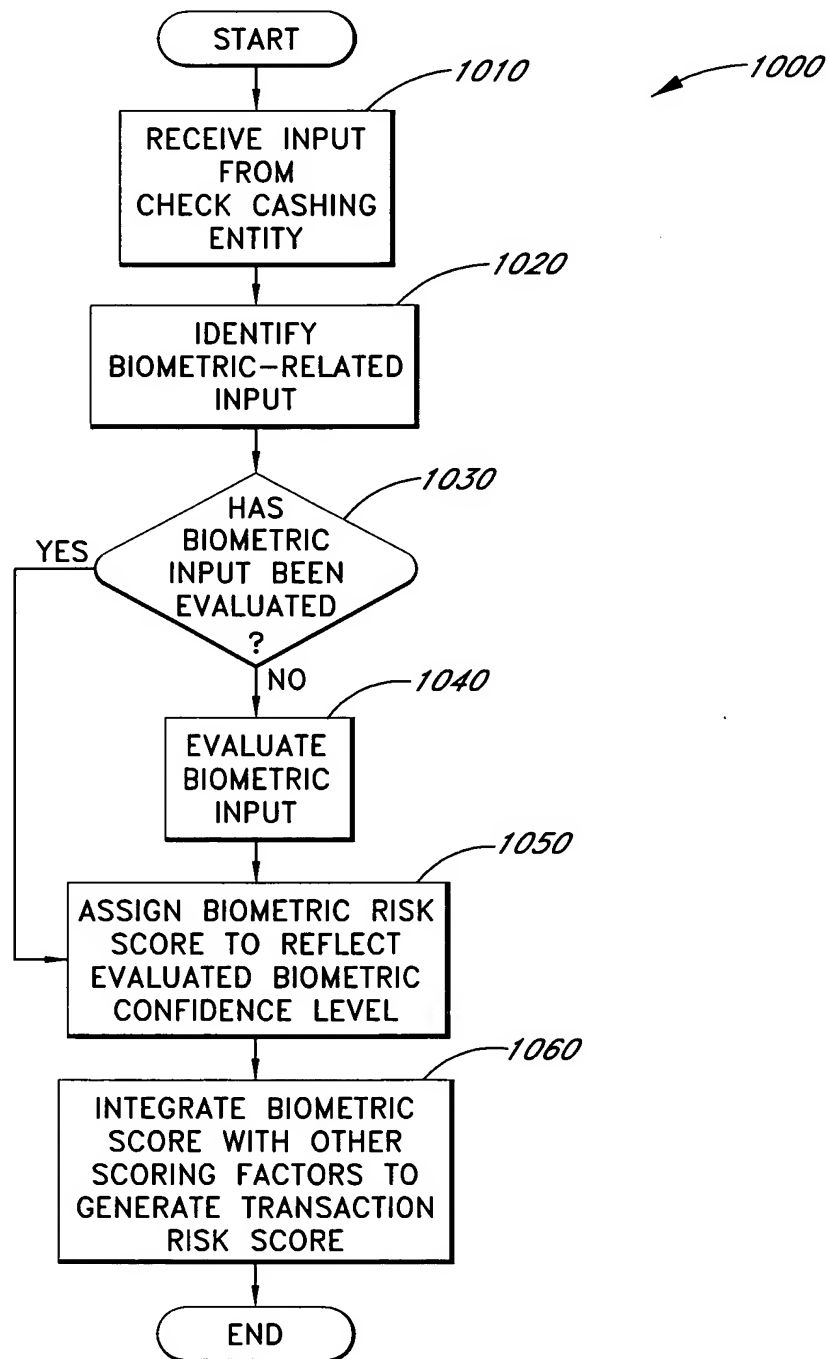 START
1010
1000
RECEIVE INPUT
FROM
CHECK CASHING
ENTITY
1020
IDENTIFY
BIOMETRIC-RELATED
INPUT
1030
HAS
BIOMETRIC
INPUT BEEN
EVALUATED
?
YES
NO
1040
EVALUATE
BIOMETRIC
INPUT
1050
ASSIGN BIOMETRIC RISK
SCORE TO REFLECT
EVALUATED BIOMETRIC
CONFIDENCE LEVEL
1060
INTEGRATE BIOMETRIC
SCORE WITH OTHER
SCORING FACTORS TO
GENERATE TRANSACTION
RISK SCORE
END